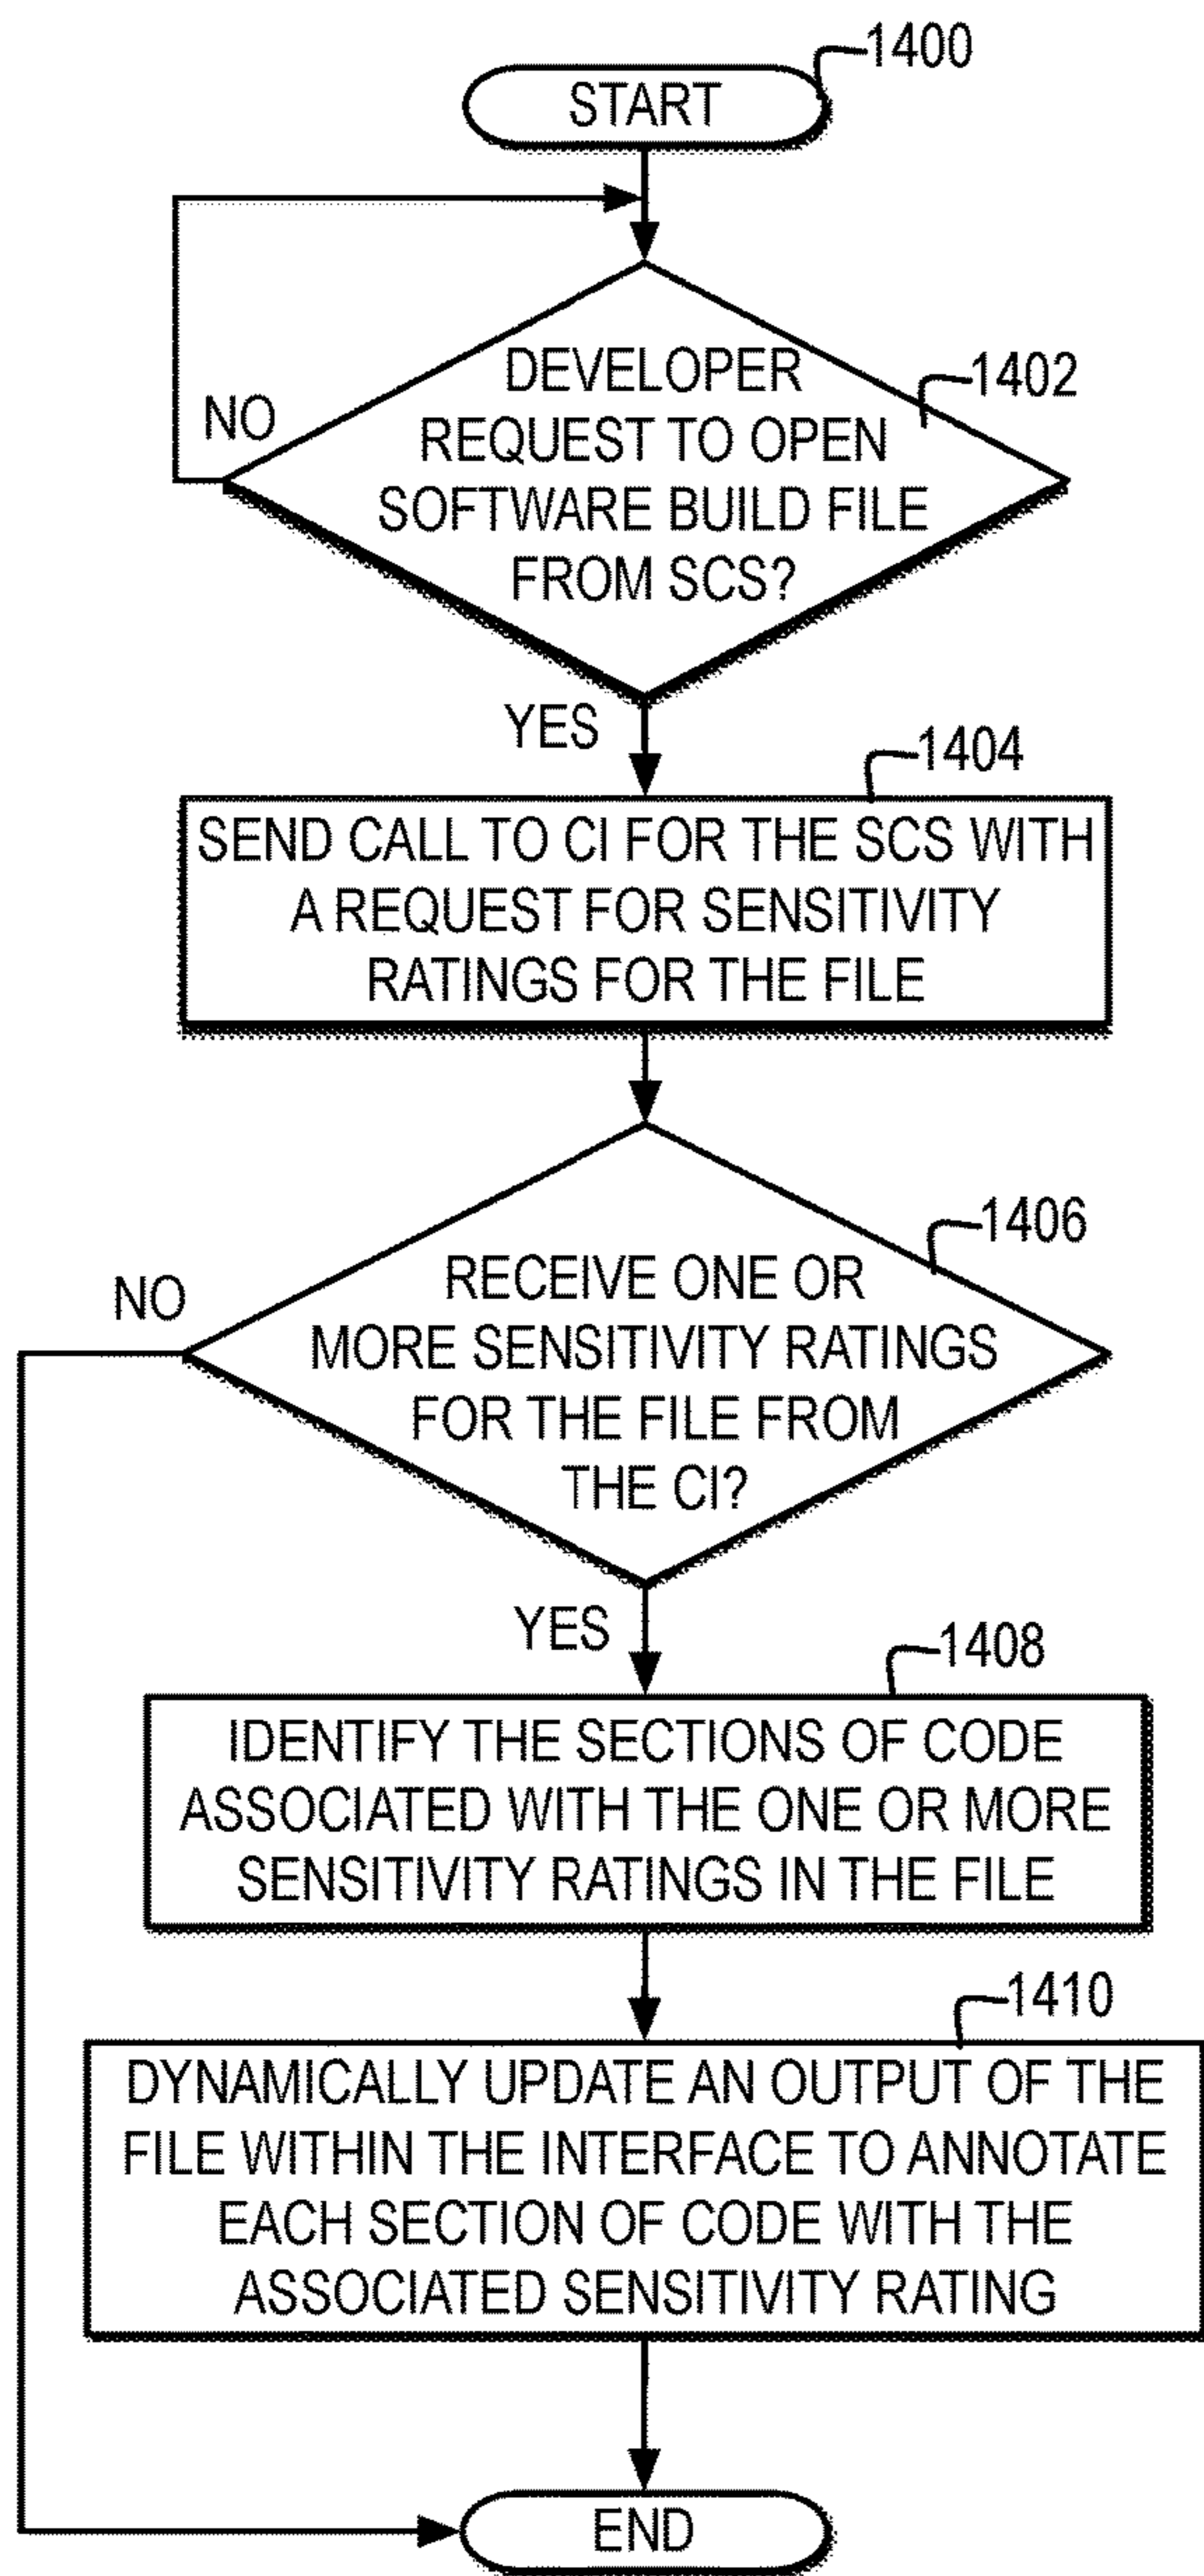 1400
START
DEVELOPER
1402
NO
REQUEST TO OPEN
SOFTWARE BUILD FILE
FROM SCS?
YES
1404
SEND CALL TO CI FOR THE SCS WITH
A REQUEST FOR SENSITIVITY
RATINGS FOR THE FILE
1406
NO
RECEIVE ONE OR
MORE SENSITIVITY RATINGS
FOR THE FILE FROM
THE CI?
YES
1408
IDENTIFY THE SECTIONS OF CODE
ASSOCIATED WITH THE ONE OR MORE
SENSITIVITY RATINGS IN THE FILE
1410
DYNAMICALLY UPDATE AN OUTPUT OF THE
FILE WITHIN THE INTERFACE TO ANNOTATE
EACH SECTION OF CODE WITH THE
ASSOCIATED SENSITIVITY RATING
END